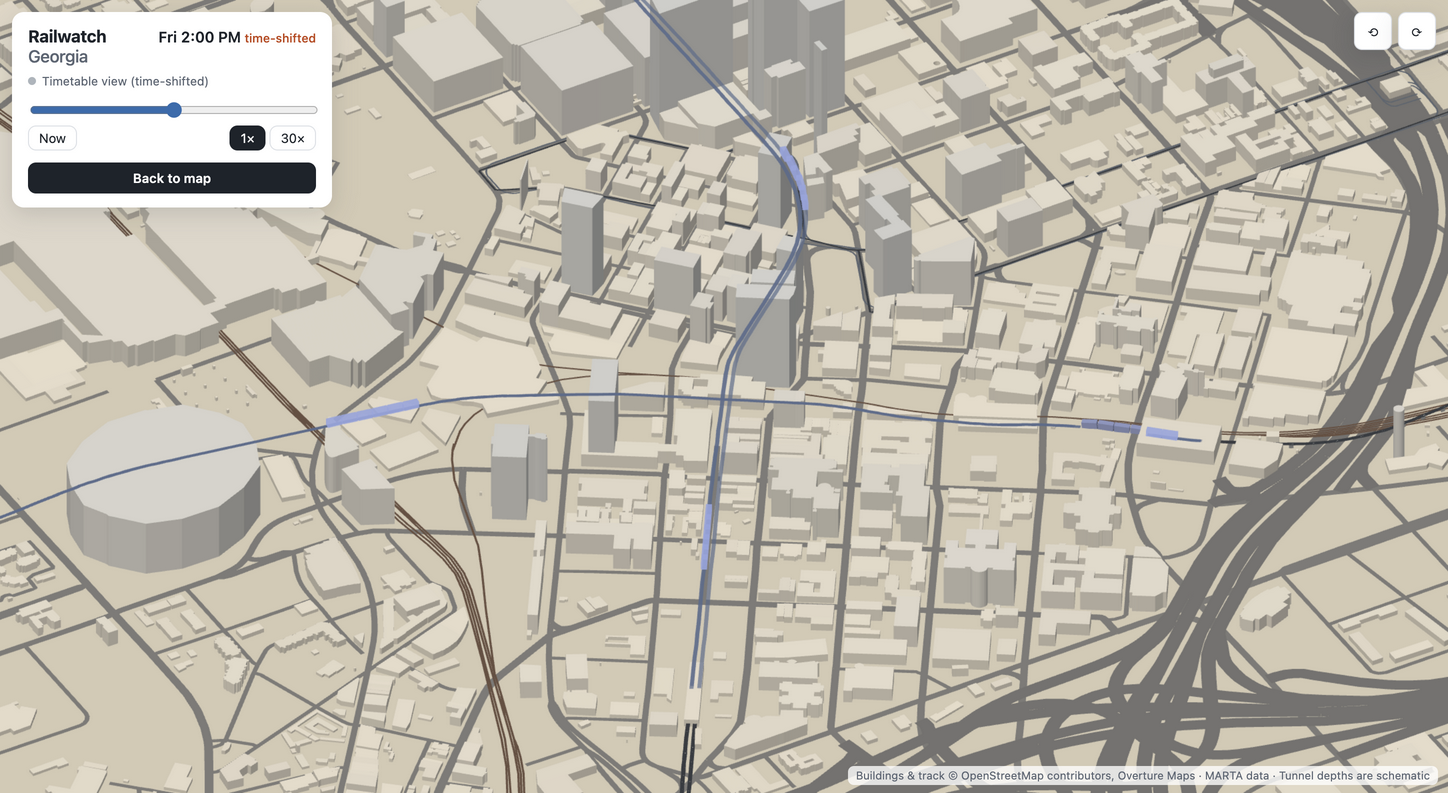 Railwatch
Fri 2:00 PM time-shifted
Georgia
Timetable view (time-shifted)
Now
1×
30×
Back to map
⟲
⟳
Buildings & track © OpenStreetMap contributors, Overture Maps · MARTA data · Tunnel depths are schematic